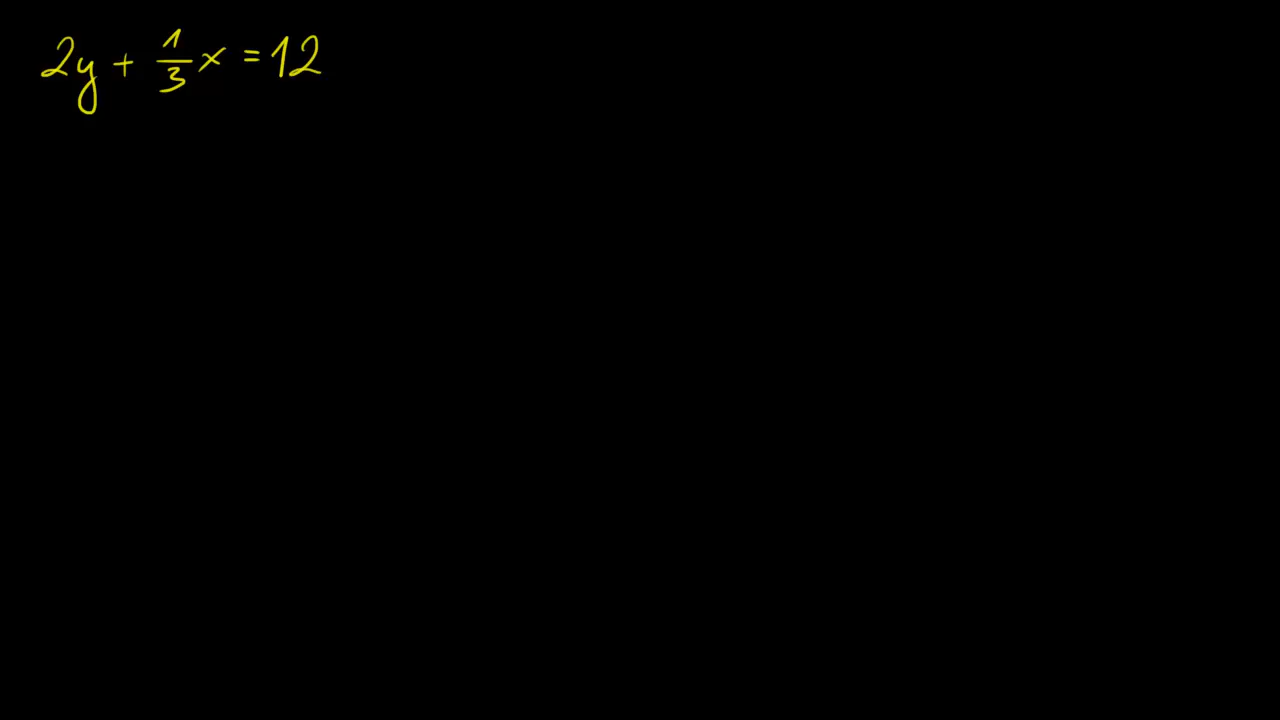 2y + 1/3 x = 12